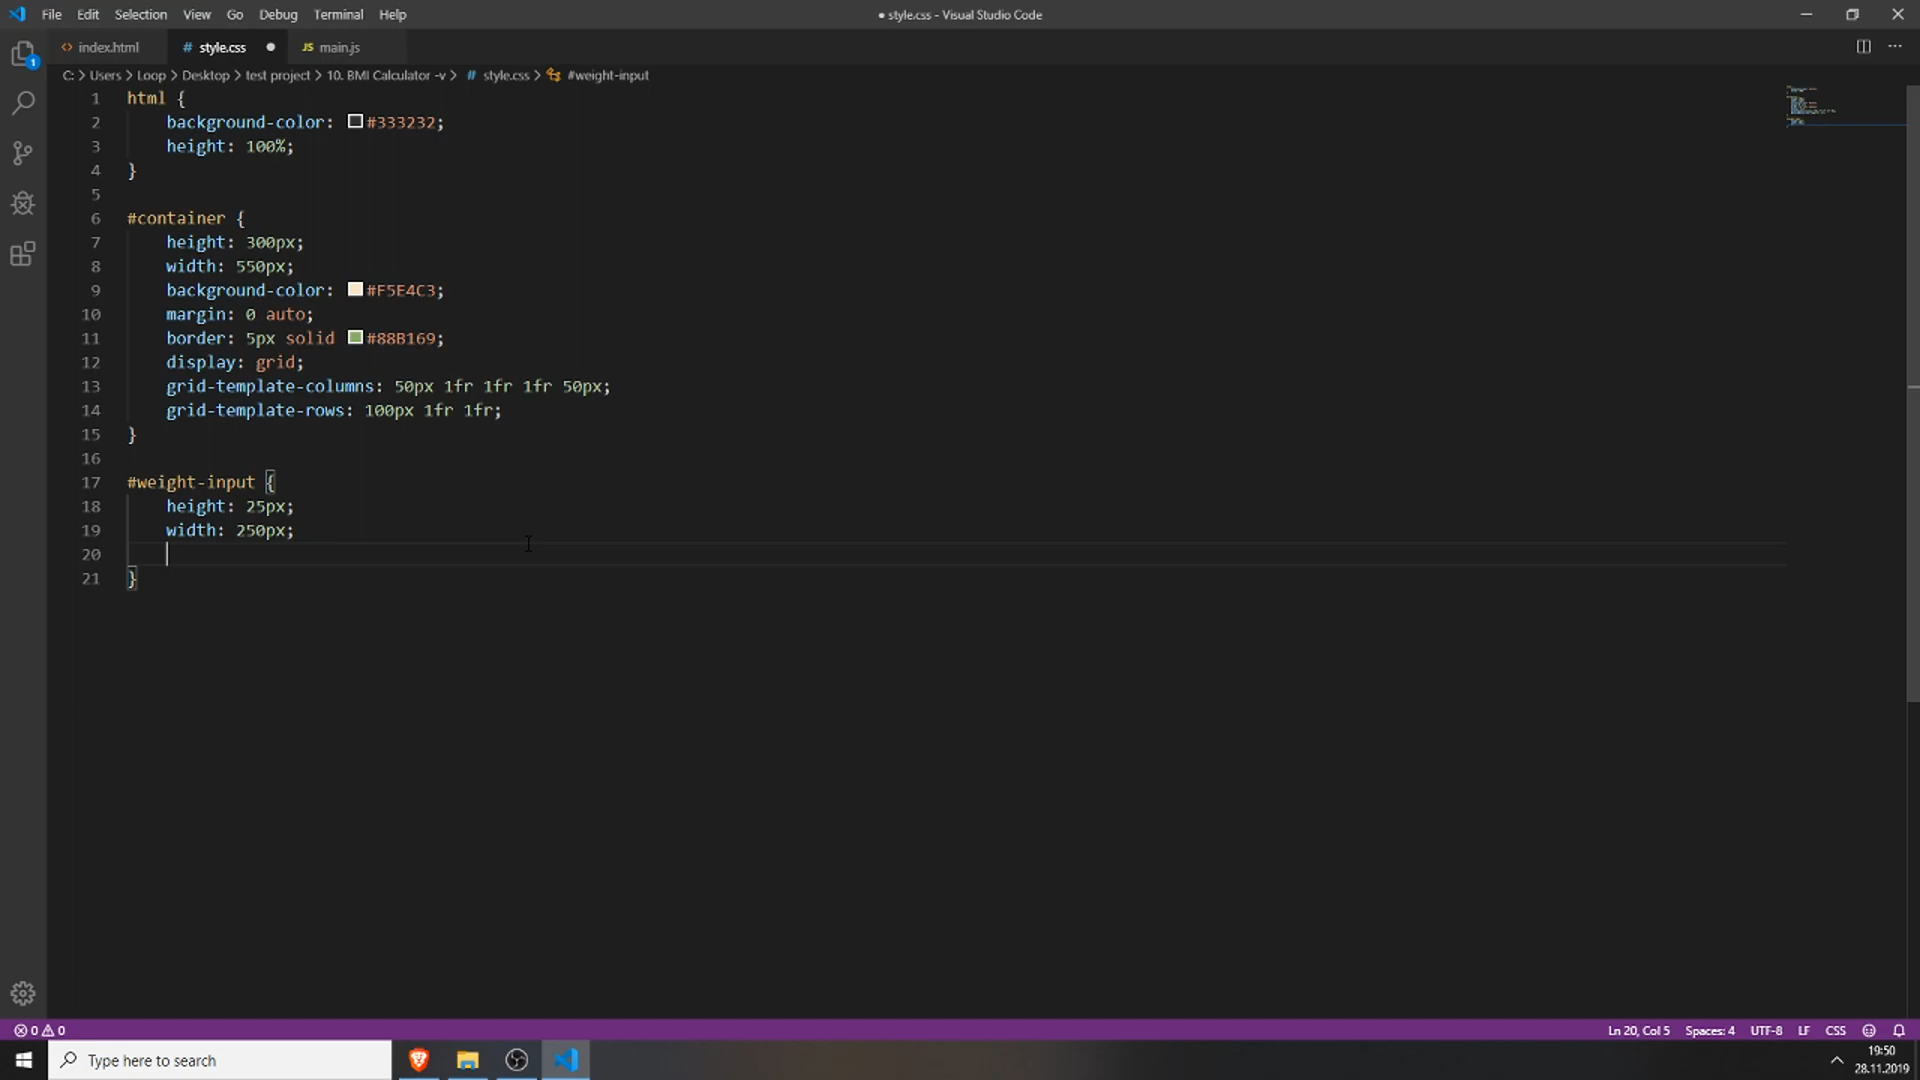 File Edit Selection View Go Debug Terminal Help
● style.css - Visual Studio Code
<> index.html
# style.css ●
JS main.js
1
C: > Users > Loop > Desktop > test project > 10. BMI Calculator -v > # style.css > #weight-input
1 html {
2 background-color: #333232;
3 height: 100%;
4 }
5
6 #container {
7 height: 300px;
8 width: 550px;
9 background-color: #F5E4C3;
10 margin: 0 auto;
11 border: 5px solid #88B169;
12 display: grid;
13 grid-template-columns: 50px 1fr 1fr 1fr 50px;
14 grid-template-rows: 100px 1fr 1fr;
15 }
16
17 #weight-input {
18 height: 25px;
19 width: 250px;
20
21 }
0 0
Ln 20, Col 5 Spaces: 4 UTF-8 LF CSS
Type here to search
19:50
28.11.2019